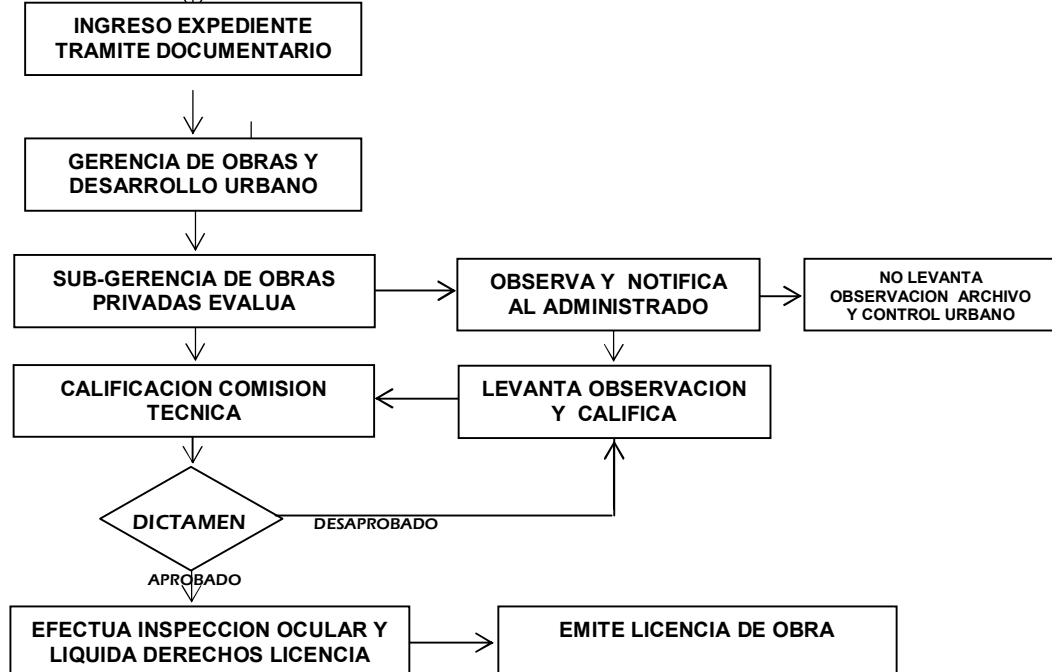 INGRESO EXPEDIENTE
TRAMITE DOCUMENTARIO
GERENCIA DE OBRAS Y
DESARROLLO URBANO
SUB-GERENCIA DE OBRAS
PRIVADAS EVALUA
OBSERVA Y NOTIFICA
AL ADMINISTRADO
NO LEVANTA
OBSERVACION ARCHIVO
Y CONTROL URBANO
CALIFICACION COMISION
TECNICA
LEVANTA OBSERVACION
Y CALIFICA
DICTAMEN
DESAPROBADO
APROBADO
EFECTUA INSPECCION OCULAR Y
LIQUIDA DERECHOS LICENCIA
EMITE LICENCIA DE OBRA